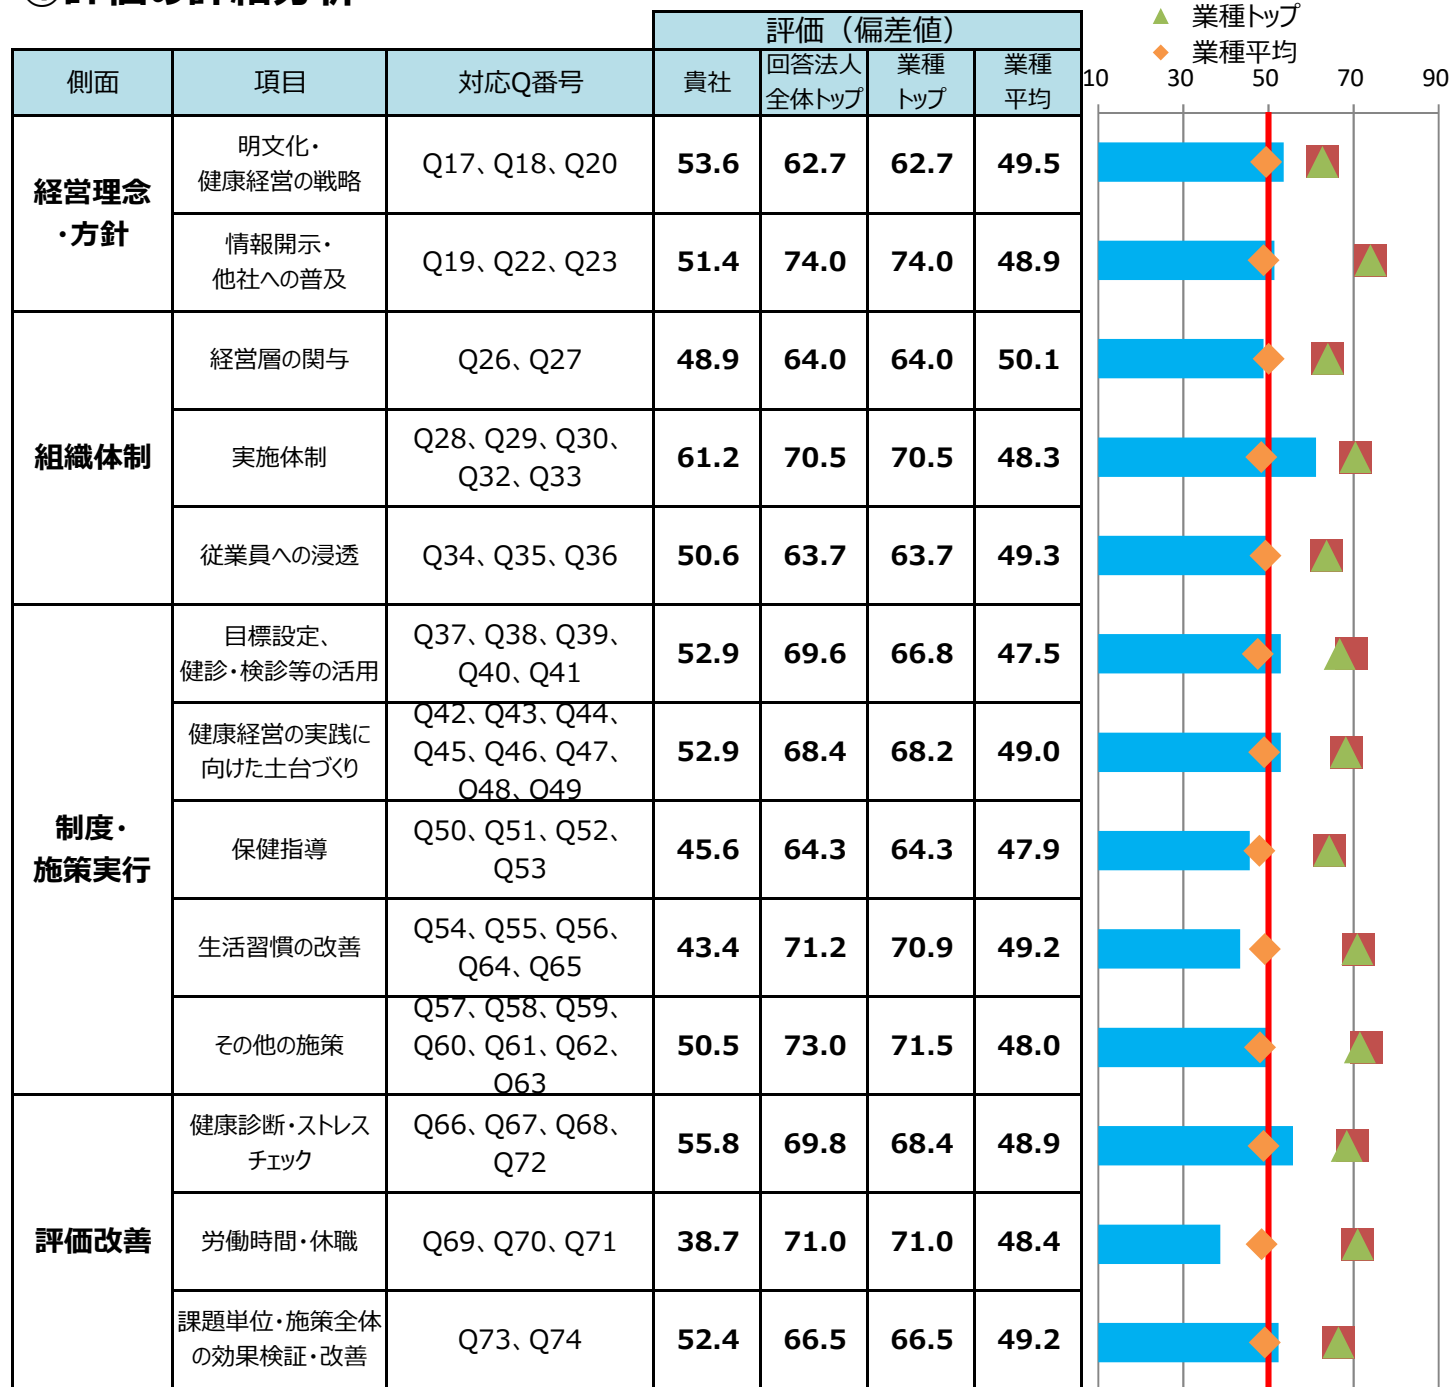 評価の詳細分析
▲ 業種トップ
◆ 業種平均
評価（偏差値）
側面 項目 対応Q番号 貴社 回答法人全体トップ 業種トップ 業種平均
10 30 50 70 90
経営理念・方針
明文化・健康経営の戦略 Q17、Q18、Q20 53.6 62.7 62.7 49.5
情報開示・他社への普及 Q19、Q22、Q23 51.4 74.0 74.0 48.9
組織体制
経営層の関与 Q26、Q27 48.9 64.0 64.0 50.1
実施体制 Q28、Q29、Q30、Q32、Q33 61.2 70.5 70.5 48.3
従業員への浸透 Q34、Q35、Q36 50.6 63.7 63.7 49.3
制度・施策実行
目標設定、健診・検診等の活用 Q37、Q38、Q39、Q40、Q41 52.9 69.6 66.8 47.5
健康経営の実践に向けた土台づくり Q42、Q43、Q44、Q45、Q46、Q47、Q48、Q49 52.9 68.4 68.2 49.0
保健指導 Q50、Q51、Q52、Q53 45.6 64.3 64.3 47.9
生活習慣の改善 Q54、Q55、Q56、Q64、Q65 43.4 71.2 70.9 49.2
その他の施策 Q57、Q58、Q59、Q60、Q61、Q62、Q63 50.5 73.0 71.5 48.0
評価改善
健康診断・ストレスチェック Q66、Q67、Q68、Q72 55.8 69.8 68.4 48.9
労働時間・休職 Q69、Q70、Q71 38.7 71.0 71.0 48.4
課題単位・施策全体の効果検証・改善 Q73、Q74 52.4 66.5 66.5 49.2